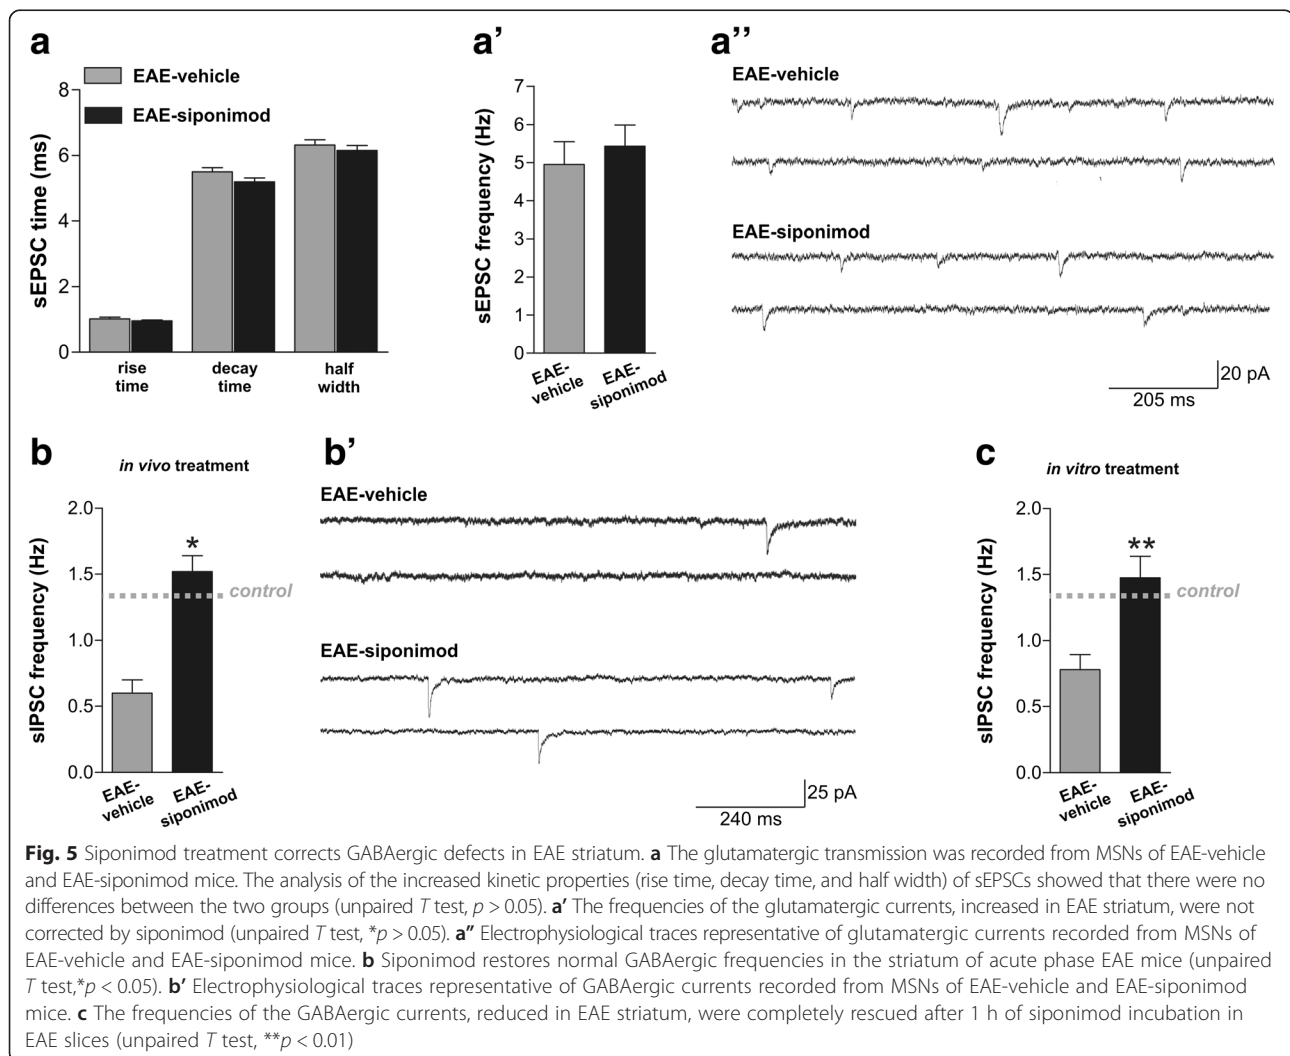 a
EAE-vehicle
EAE-siponimod
sEPSC time (ms)
8
6
4
2
0
rise time
decay time
half width
a'
sEPSC frequency (Hz)
7
6
5
4
3
2
1
0
EAE-vehicle
EAE-siponimod
a''
EAE-vehicle
EAE-siponimod
20 pA
205 ms
b
in vivo treatment
sIPSC frequency (Hz)
2.0
1.5
1.0
0.5
0.0
*
control
EAE-vehicle
EAE-siponimod
b'
EAE-vehicle
EAE-siponimod
25 pA
240 ms
c
in vitro treatment
sIPSC frequency (Hz)
2.0
1.5
1.0
0.5
0.0
**
control
EAE-vehicle
EAE-siponimod
Fig. 5 Siponimod treatment corrects GABAergic defects in EAE striatum. a The glutamatergic transmission was recorded from MSNs of EAE-vehicle
and EAE-siponimod mice. The analysis of the increased kinetic properties (rise time, decay time, and half width) of sEPSCs showed that there were no
differences between the two groups (unpaired T test, p > 0.05). a' The frequencies of the glutamatergic currents, increased in EAE striatum, were not
corrected by siponimod (unpaired T test, *p > 0.05). a'' Electrophysiological traces representative of glutamatergic currents recorded from MSNs of
EAE-vehicle and EAE-siponimod mice. b Siponimod restores normal GABAergic frequencies in the striatum of acute phase EAE mice (unpaired
T test,*p < 0.05). b' Electrophysiological traces representative of GABAergic currents recorded from MSNs of EAE-vehicle and EAE-siponimod
mice. c The frequencies of the GABAergic currents, reduced in EAE striatum, were completely rescued after 1 h of siponimod incubation in
EAE slices (unpaired T test, **p < 0.01)